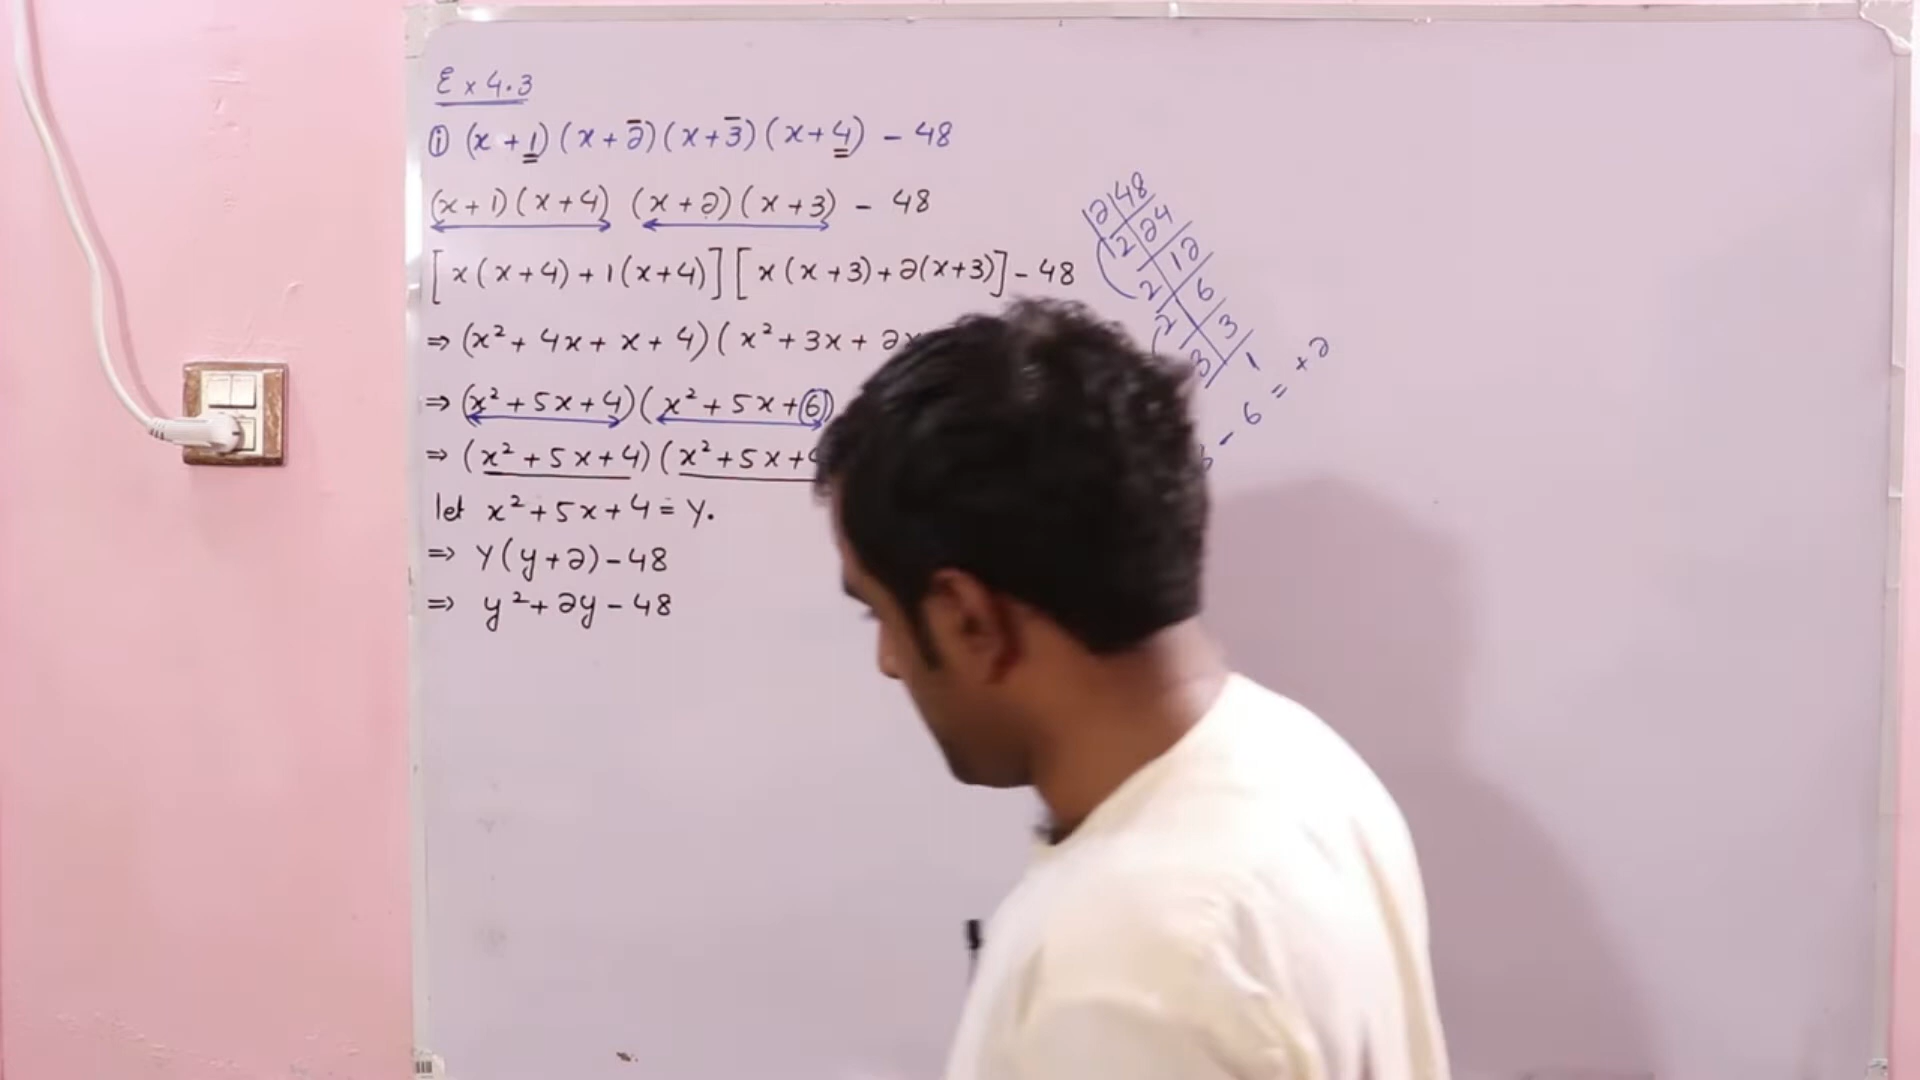 Ex 4.3
(i) (x + 1) (x + 2) (x + 3) (x + 4) - 48
(x + 1) (x + 4) (x + 2) (x + 3) - 48
[x (x + 4) + 1 (x + 4)] [x (x + 3) + 2 (x + 3)] - 48
⇒ (x² + 4x + x + 4) (x² + 3x + 2x
⇒ (x² + 5x + 4) (x² + 5x + 6)
⇒ (x² + 5x + 4) (x² + 5x + 4
let x² + 5x + 4 = Y.
⇒ Y (y + 2) - 48
⇒ y² + 2y - 48
2 | 48
2 | 24
2 | 12
2 | 6
3 | 3
1
- 6 = +2